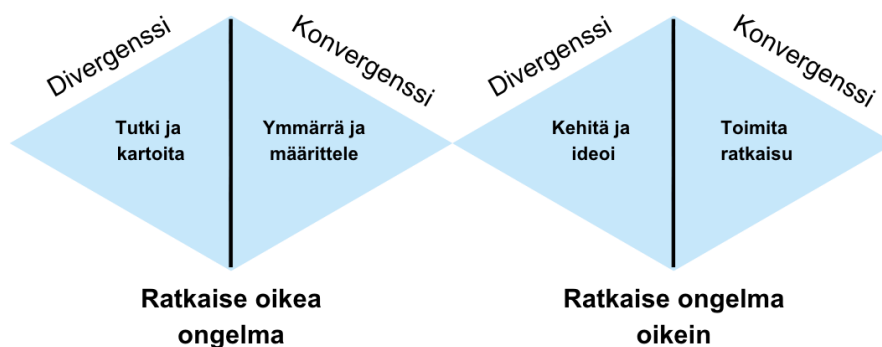 Divergenssi
Konvergenssi
Tutki ja
kartoita
Ymmärrä ja
määrittele
Ratkaise oikea
ongelma
Divergenssi
Konvergenssi
Kehitä ja
ideoi
Toimita
ratkaisu
Ratkaise ongelma
oikein